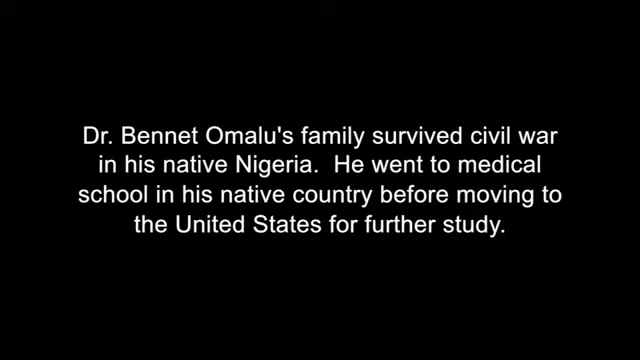 Dr. Bennet Omalu's family survived civil war
in his native Nigeria.  He went to medical
school in his native country before moving to
the United States for further study.